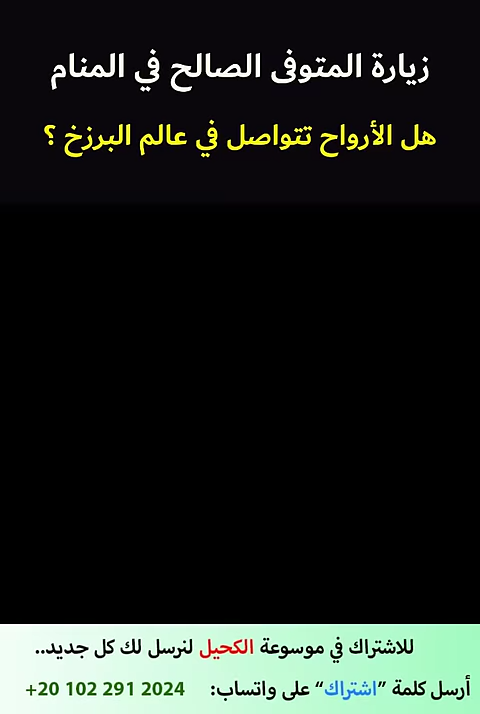 زيارة المتوفى الصالح في المنام
هل الأرواح تتواصل في عالم البرزخ ؟
للاشتراك في موسوعة الكحيل لنرسل لك كل جديد..
أرسل كلمة ”اشتراك“ على واتساب: +20 102 291 2024